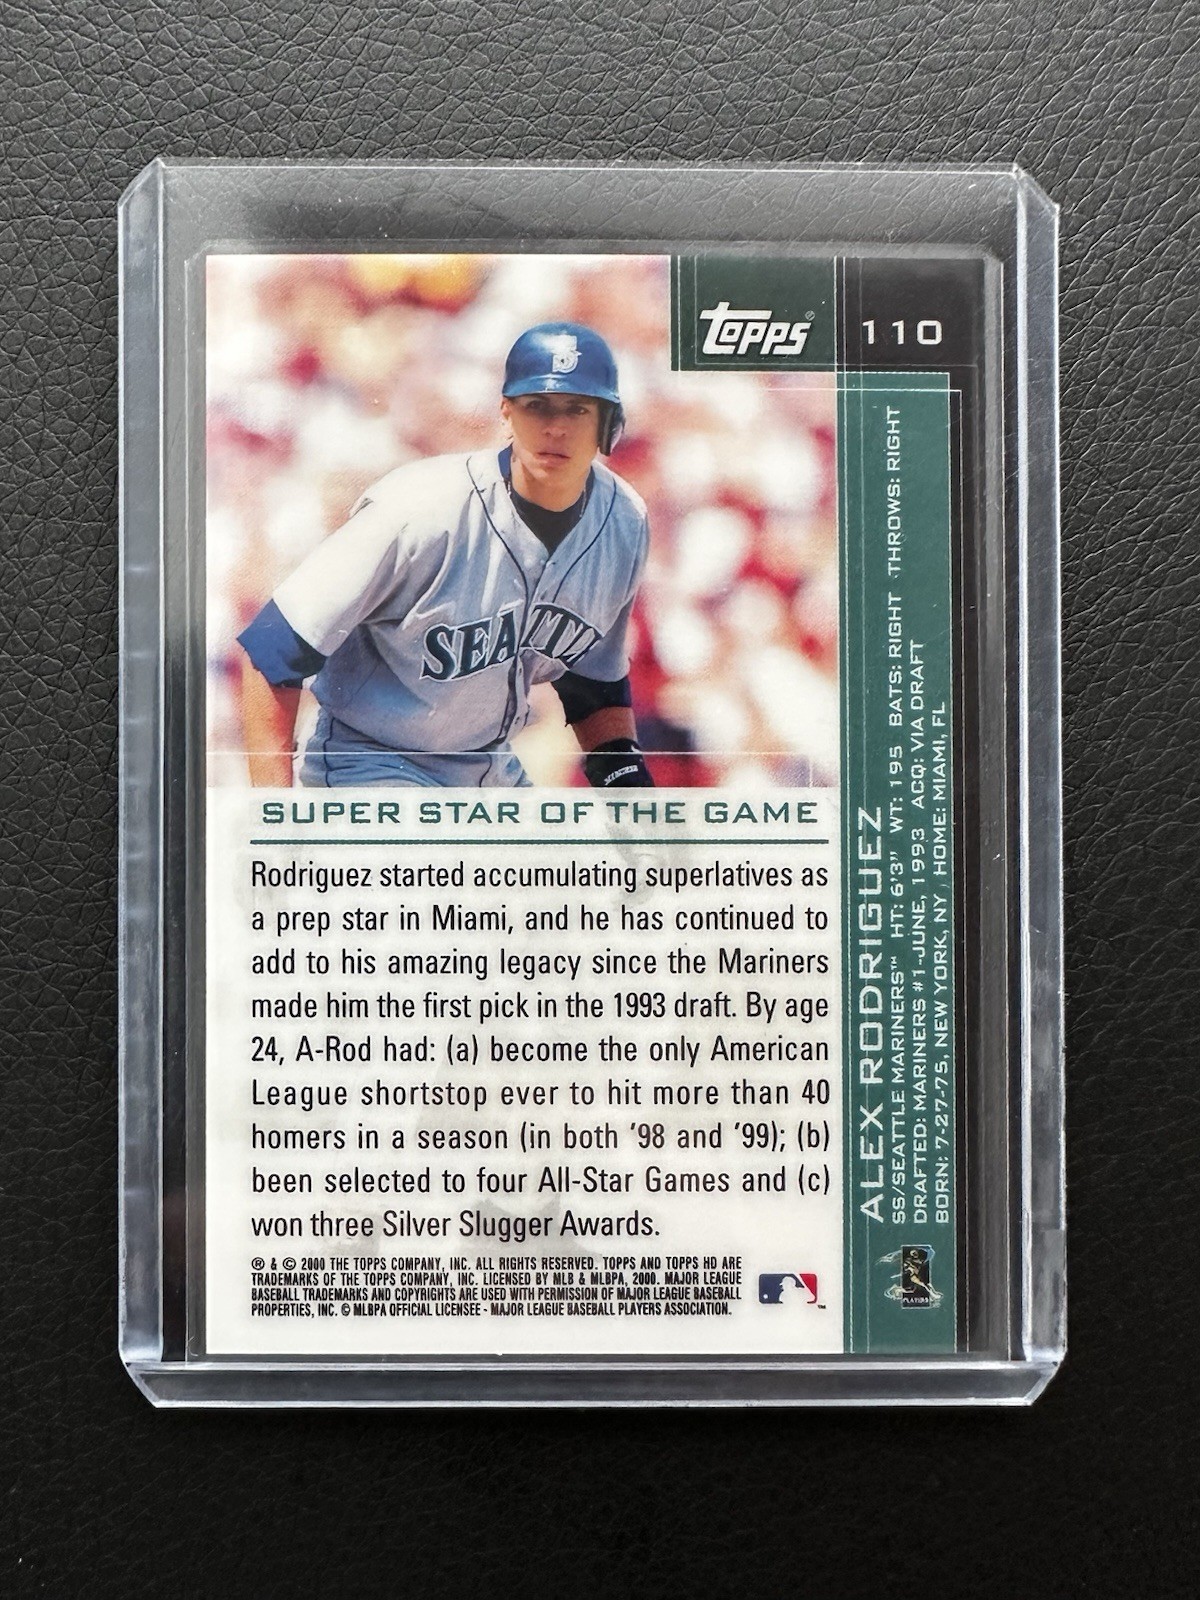 Topps®
110
SEATTLE
SUPER STAR OF THE GAME
Rodriguez started accumulating superlatives as
a prep star in Miami, and he has continued to
add to his amazing legacy since the Mariners
made him the first pick in the 1993 draft. By age
24, A-Rod had: (a) become the only American
League shortstop ever to hit more than 40
homers in a season (in both '98 and '99); (b)
been selected to four All-Star Games and (c)
won three Silver Slugger Awards.
® & © 2000 THE TOPPS COMPANY, INC. ALL RIGHTS RESERVED. TOPPS AND TOPPS HD ARE
TRADEMARKS OF THE TOPPS COMPANY, INC. LICENSED BY MLB & MLBPA, 2000. MAJOR LEAGUE
BASEBALL TRADEMARKS AND COPYRIGHTS ARE USED WITH PERMISSION OF MAJOR LEAGUE BASEBALL
PROPERTIES, INC. © MLBPA OFFICIAL LICENSEE - MAJOR LEAGUE BASEBALL PLAYERS ASSOCIATION.
TM
ALEX RODRIGUEZ
SS/SEATTLE MARINERS™ HT: 6'3" WT: 195 BATS: RIGHT THROWS: RIGHT
DRAFTED: MARINERS #1-JUNE, 1993 ACQ: VIA DRAFT
BORN: 7-27-75, NEW YORK, NY HOME: MIAMI, FL
PLAYERS